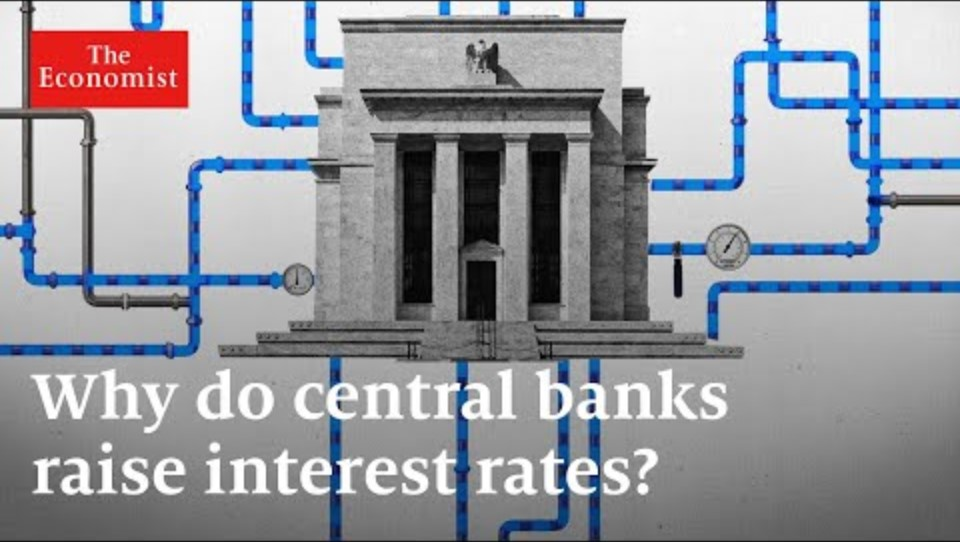 The
Economist
Why do central banks
raise interest rates?